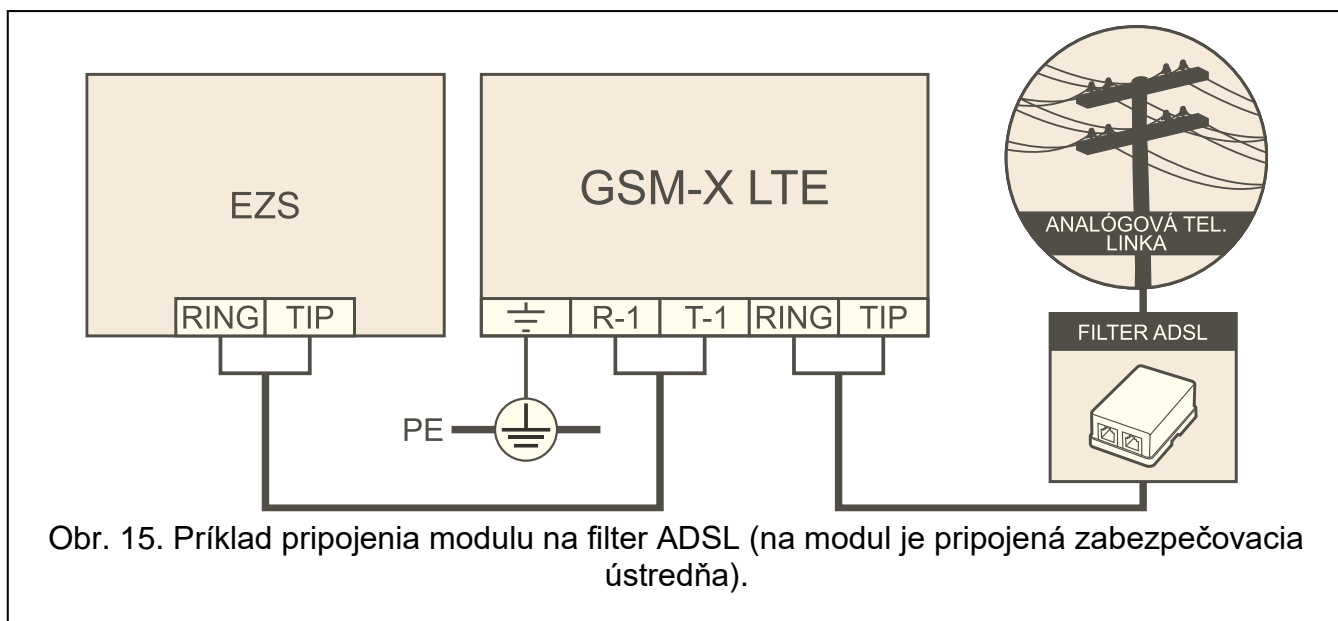 EZS
RING TIP
GSM-X LTE
R-1 T-1 RING TIP
PE
ANALÓGOVÁ TEL.
LINKA
FILTER ADSL
Obr. 15. Príklad pripojenia modulu na filter ADSL (na modul je pripojená zabezpečovacia
ústredňa).